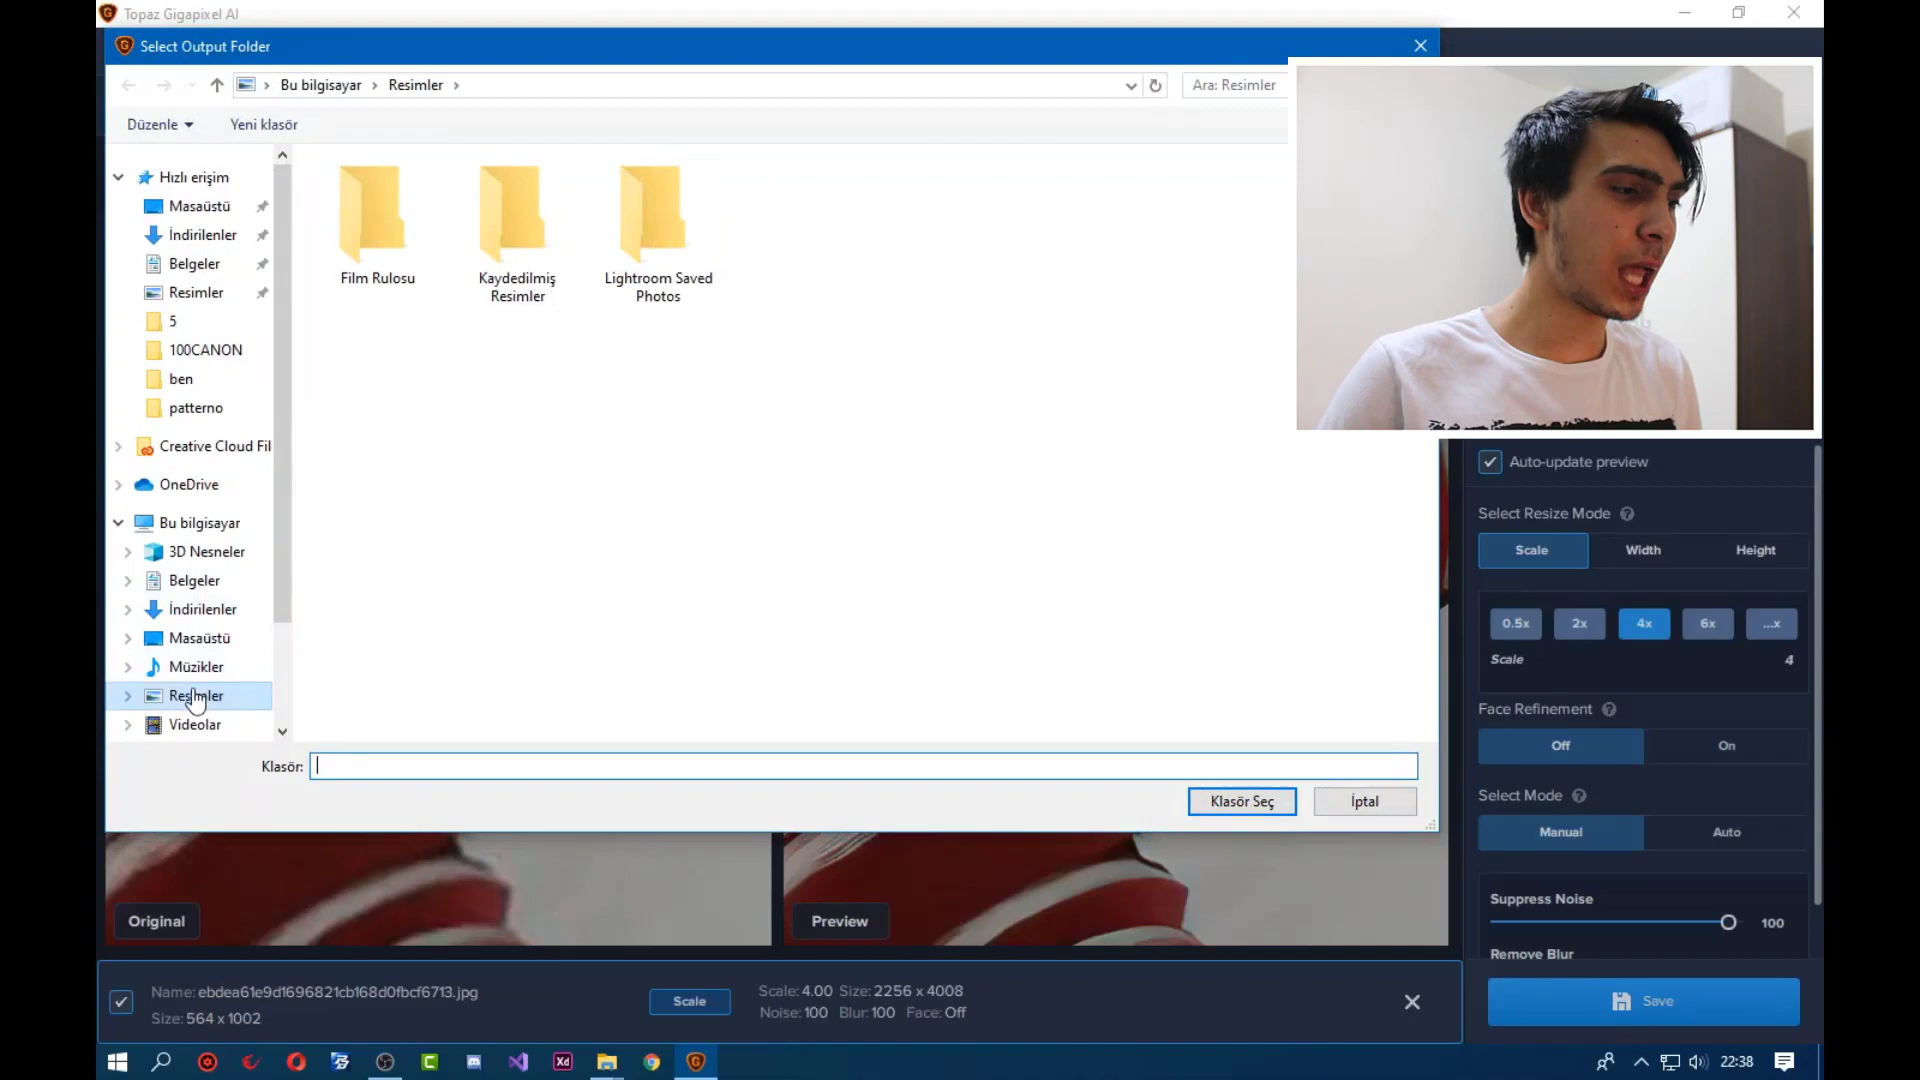 Topaz Gigapixel AI
Select Output Folder
Bu bilgisayar
Resimler
Ara: Resimler
Düzenle
Yeni klasör
Hızlı erişim
Masaüstü
İndirilenler
Belgeler
Resimler
5
100CANON
ben
patterno
Creative Cloud Fil
OneDrive
Bu bilgisayar
3D Nesneler
Belgeler
İndirilenler
Masaüstü
Müzikler
Resimler
Videolar
Film Rulosu
Kaydedilmiş
Resimler
Lightroom Saved
Photos
Klasör:
Klasör Seç
İptal
Auto-update preview
Select Resize Mode
Scale
Width
Height
0.5x
2x
4x
6x
...x
Scale
4
Face Refinement
Off
On
Select Mode
Manual
Auto
Suppress Noise
100
Remove Blur
Original
Preview
Name: ebdea61e9d1696821cb168d0fbcf6713.jpg
Size: 564 x 1002
Scale
Scale: 4.00 Size: 2256 x 4008
Noise: 100 Blur: 100 Face: Off
Save
Xd
22:38